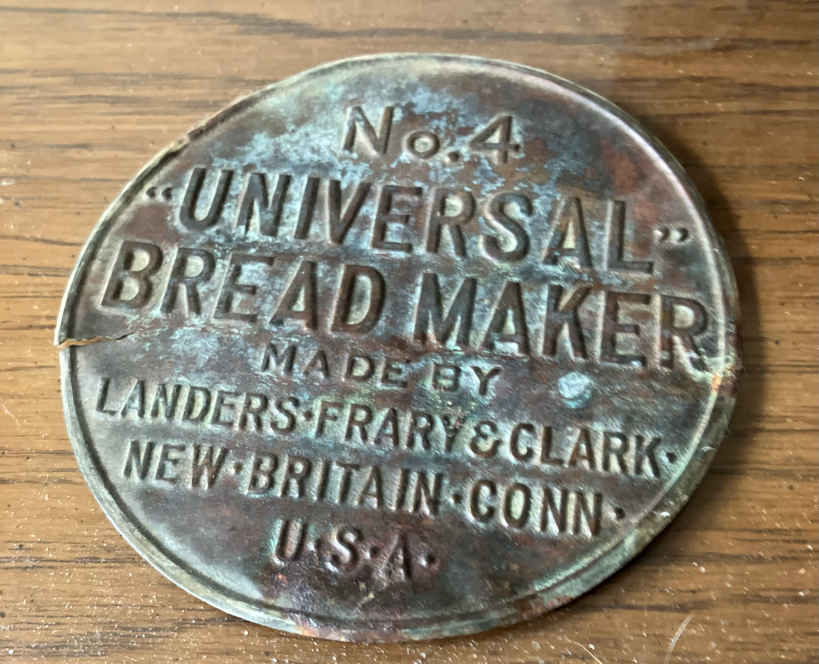 No. 4
"UNIVERSAL"
BREAD MAKER
MADE BY
LANDERS·FRARY & CLARK·
NEW·BRITAIN·CONN·
U·S·A·